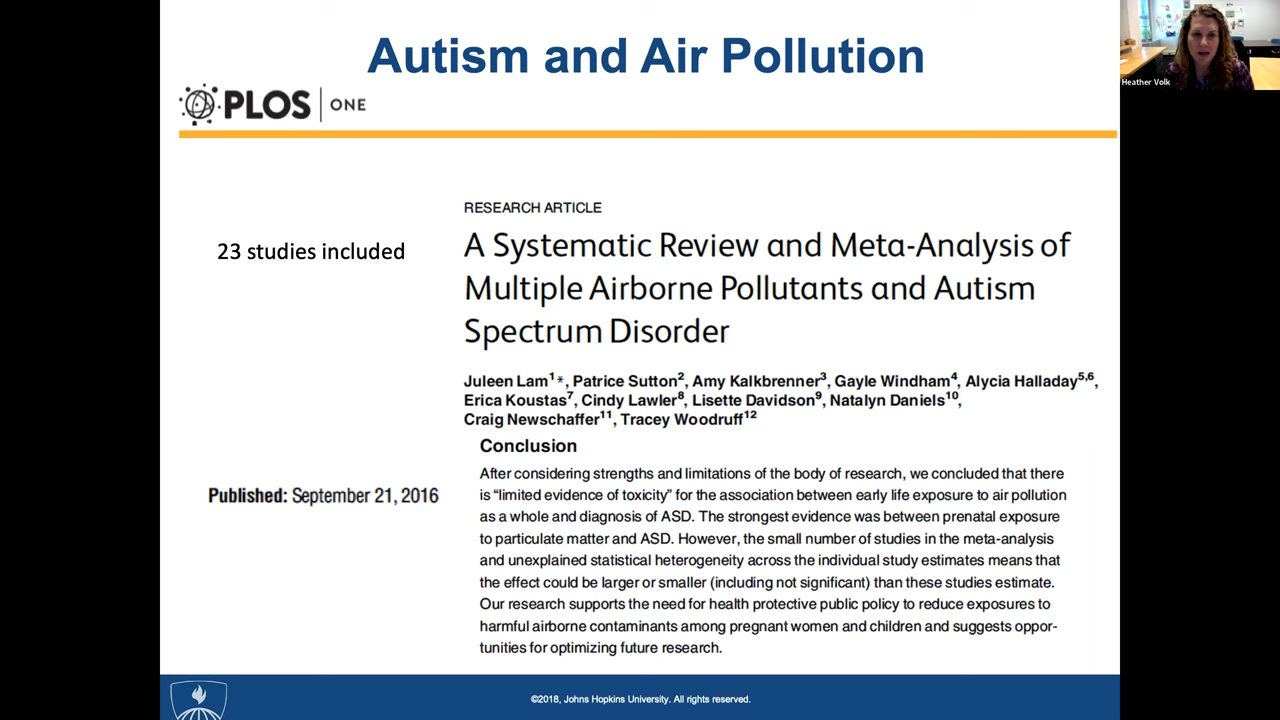 Autism and Air Pollution
Heather Volk
PLOS ONE
RESEARCH ARTICLE
23 studies included
A Systematic Review and Meta-Analysis of
Multiple Airborne Pollutants and Autism
Spectrum Disorder
Juleen Lam1*, Patrice Sutton2, Amy Kalkbrenner3, Gayle Windham4, Alycia Halladay5,6,
Erica Koustas7, Cindy Lawler8, Lisette Davidson9, Natalyn Daniels10,
Craig Newschaffer11, Tracey Woodruff12
Conclusion
Published: September 21, 2016
After considering strengths and limitations of the body of research, we concluded that there
is “limited evidence of toxicity” for the association between early life exposure to air pollution
as a whole and diagnosis of ASD. The strongest evidence was between prenatal exposure
to particulate matter and ASD. However, the small number of studies in the meta-analysis
and unexplained statistical heterogeneity across the individual study estimates means that
the effect could be larger or smaller (including not significant) than these studies estimate.
Our research supports the need for health protective public policy to reduce exposures to
harmful airborne contaminants among pregnant women and children and suggests oppor-
tunities for optimizing future research.
©2018, Johns Hopkins University. All rights reserved.